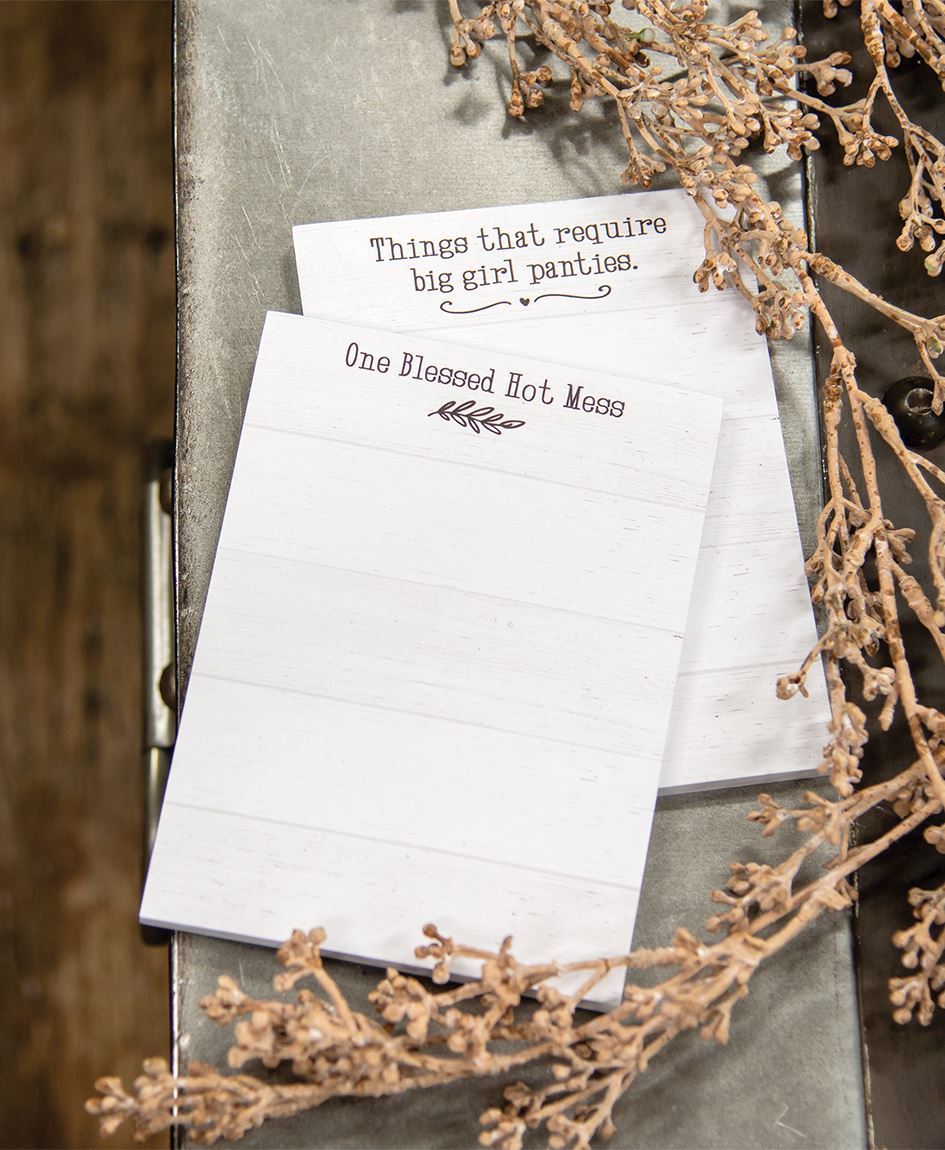 Things that require
big girl panties.
One Blessed Hot Mess